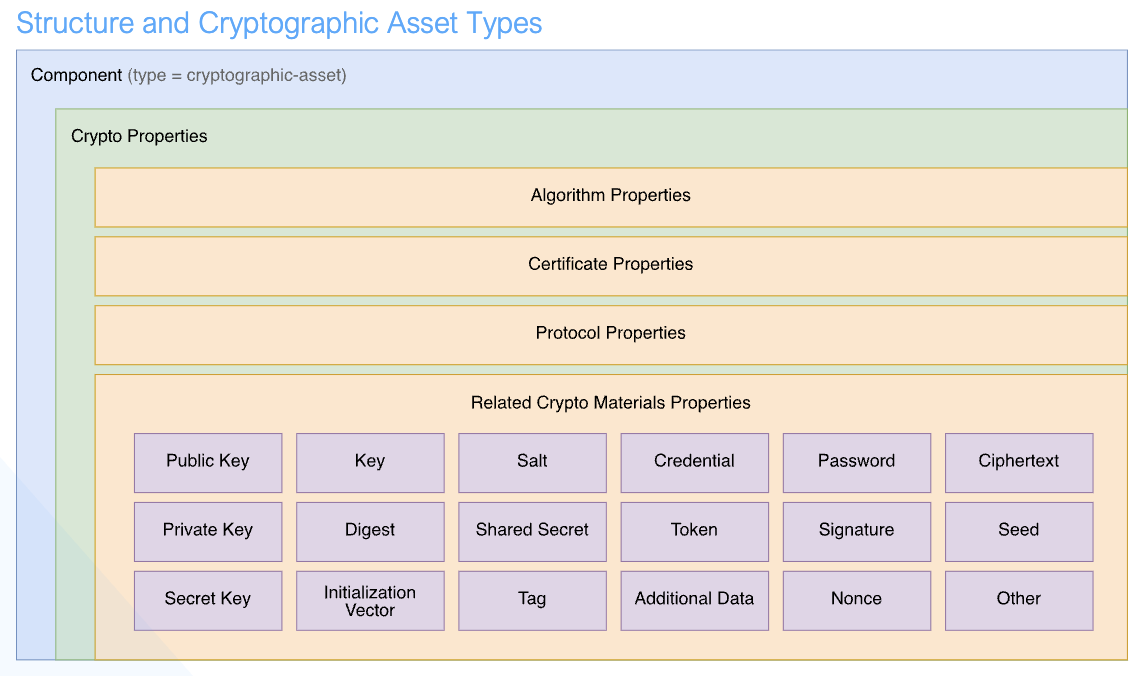 Structure and Cryptographic Asset Types
Component (type = cryptographic-asset)
Crypto Properties
Algorithm Properties
Certificate Properties
Protocol Properties
Related Crypto Materials Properties
Public Key
Key
Salt
Credential
Password
Ciphertext
Private Key
Digest
Shared Secret
Token
Signature
Seed
Secret Key
Initialization
Vector
Tag
Additional Data
Nonce
Other